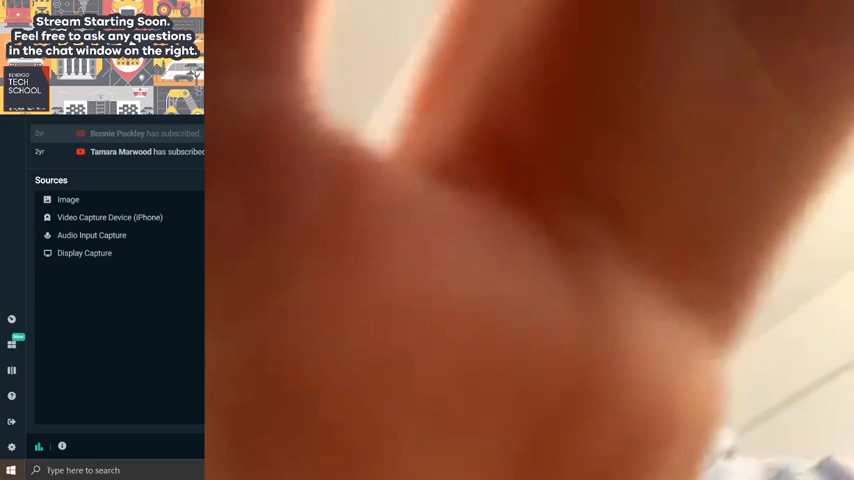 Stream Starting Soon.
Feel free to ask any questions
in the chat window on the right.
BENDIGO
TECH
SCHOOL
2yr Bonnie Pockley has subscribed.
2yr Tamara Marwood has subscribed
Sources
Image
Video Capture Device (iPhone)
Audio Input Capture
Display Capture
New
Type here to search